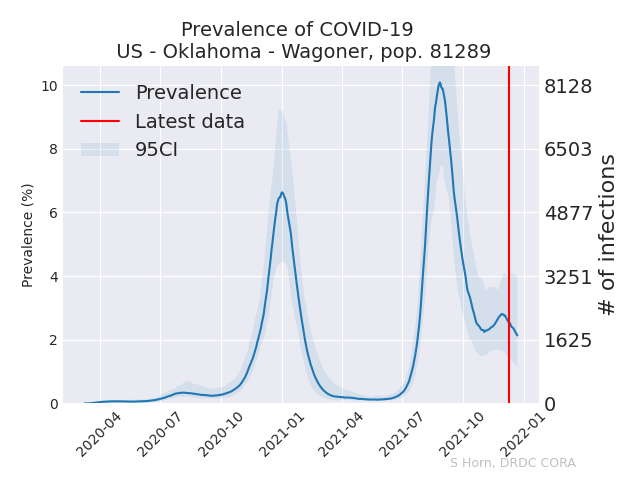 Prevalence of COVID-19
US - Oklahoma - Wagoner, pop. 81289
Prevalence
Latest data
95CI
Prevalence (%)
10
8
6
4
2
0
8128
6503
4877
3251
1625
0
# of infections
2020-04
2020-07
2020-10
2021-01
2021-04
2021-07
2021-10
2022-01
S Horn, DRDC CORA